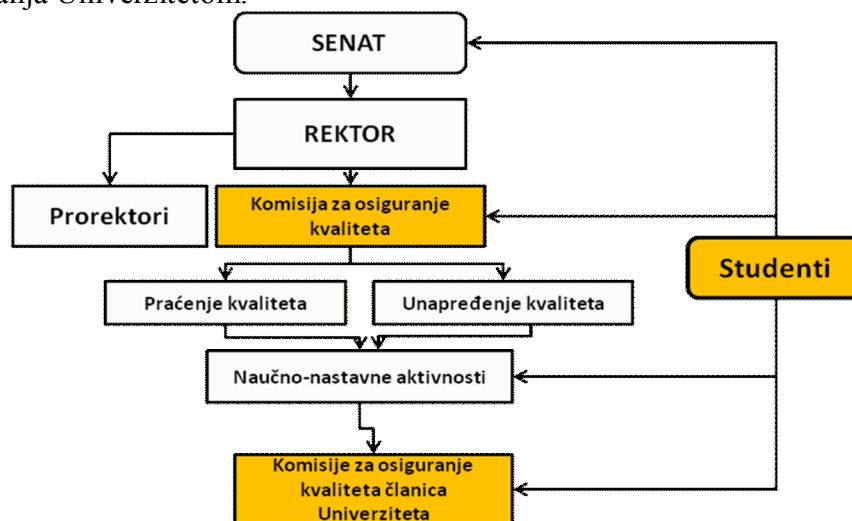 Univerzitetom.
SENAT
REKTOR
Prorektori
Komisija za osiguranje
kvaliteta
Studenti
Praćenje kvaliteta
Unapređenje kvaliteta
Naučno-nastavne aktivnosti
Komisije za osiguranje
kvaliteta članica
Univerziteta